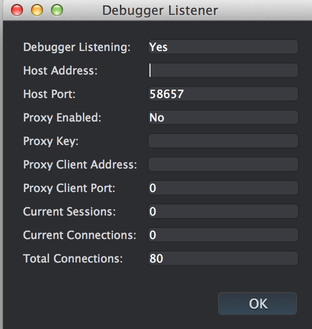 Debugger Listener
Debugger Listening: Yes
Host Address:
Host Port: 58657
Proxy Enabled: No
Proxy Key:
Proxy Client Address:
Proxy Client Port: 0
Current Sessions: 0
Current Connections: 0
Total Connections: 80
OK